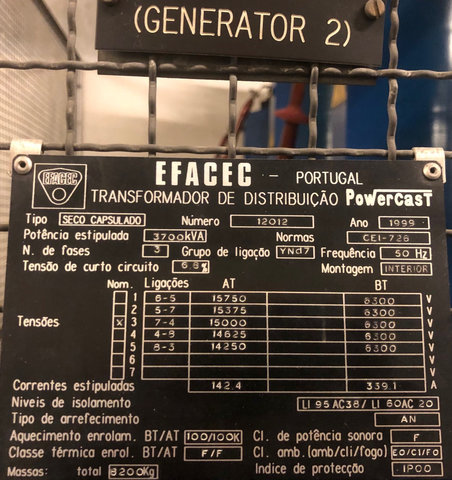 (GENERATOR 2)
EFACEC
EFACEC - PORTUGAL
TRANSFORMADOR DE DISTRIBUIÇÃO PowerCast
Tipo SECO CAPSULADO Número 12012 Ano 1999
Potência estipulada 3700kVA Normas CEI-726
N. de fases 3 Grupo de ligação YNd7 Frequência 50 Hz
Tensão de curto circuito 6.6% Montagem INTERIOR
Nom. Ligações AT BT
1 6-5 15750 6300 V
2 5-7 15375 6300 V
Tensões x 3 7-4 15000 6300 V
4 4-8 14625 6300 V
5 8-3 14250 6300 V
6 V
7 V
Correntes estipuladas 142.4 339.1 A
Níveis de isolamento LI 95 AC38/ LI 60AC 20
Tipo de arrefecimento AN
Aquecimento enrolam. BT/AT 100/100K Cl. de potência sonora F
Classe térmica enrol. BT/AT F/F Cl. amb.(amb/cli/fogo) E0/C1/F0
Massas: total 8200Kg Indice de protecção IP00